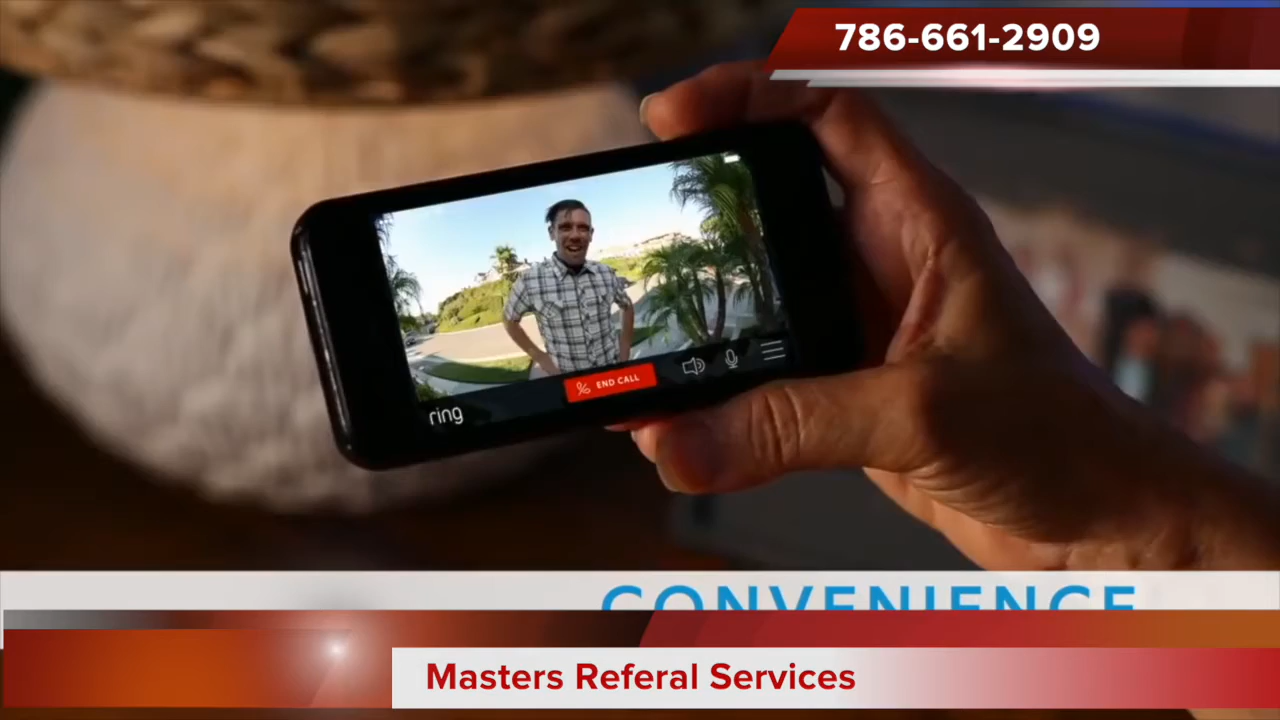 786-661-2909
END CALL
ring
CONVENIENCE
Masters Referal Services